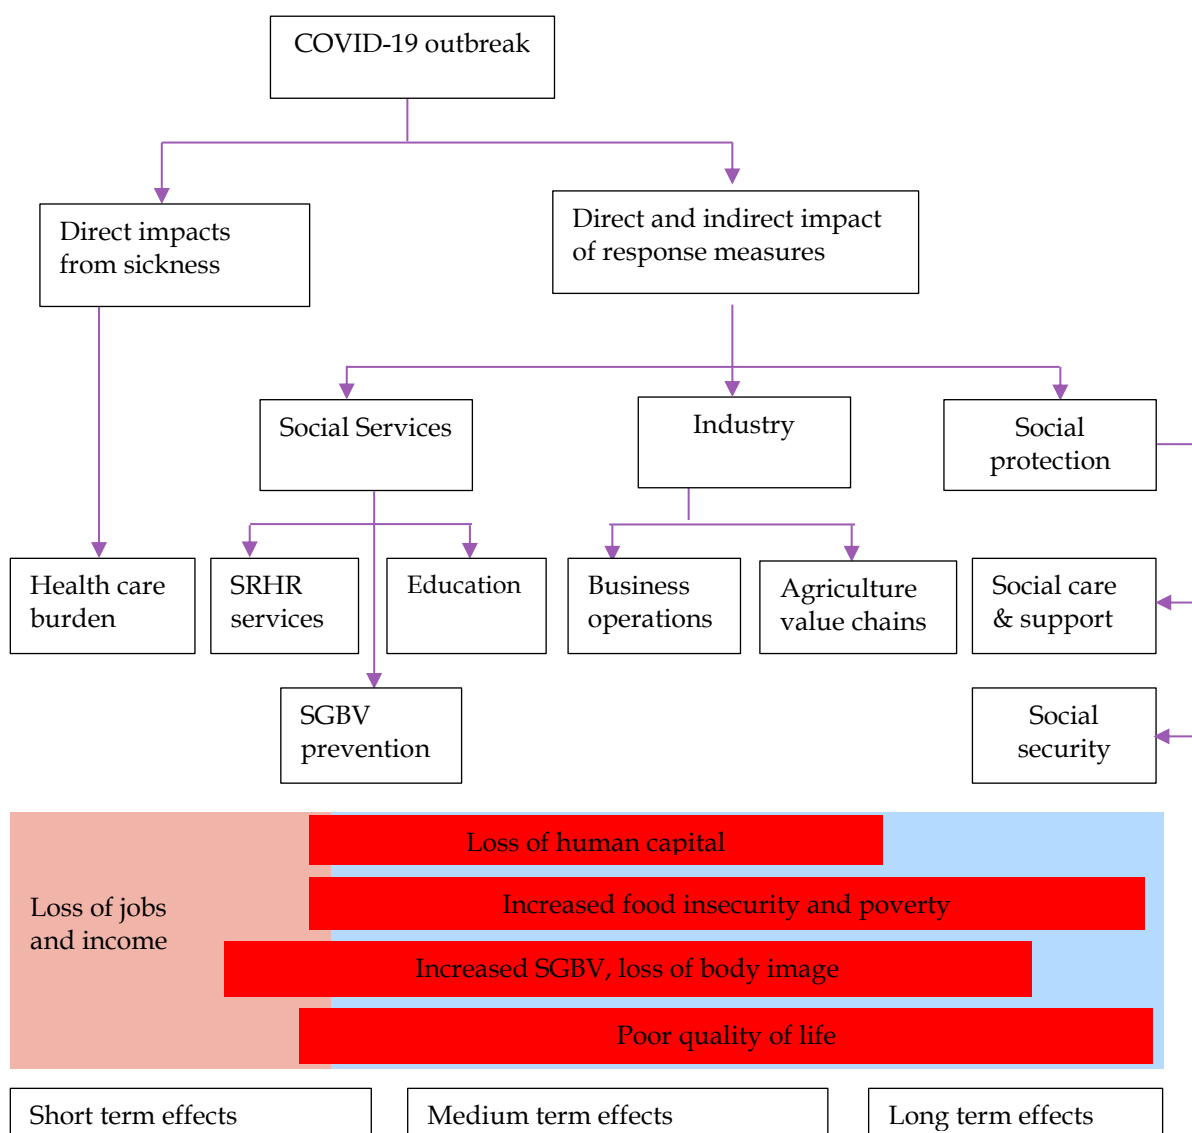 COVID-19 outbreak
Direct impacts
from sickness
Direct and indirect impact
of response measures
Social Services
Industry
Social
protection
Health care
burden
SRHR
services
Education
Business
operations
Agriculture
value chains
Social care
& support
SGBV
prevention
Social
security
Loss of jobs
and income
Loss of human capital
Increased food insecurity and poverty
Increased SGBV, loss of body image
Poor quality of life
Short term effects
Medium term effects
Long term effects